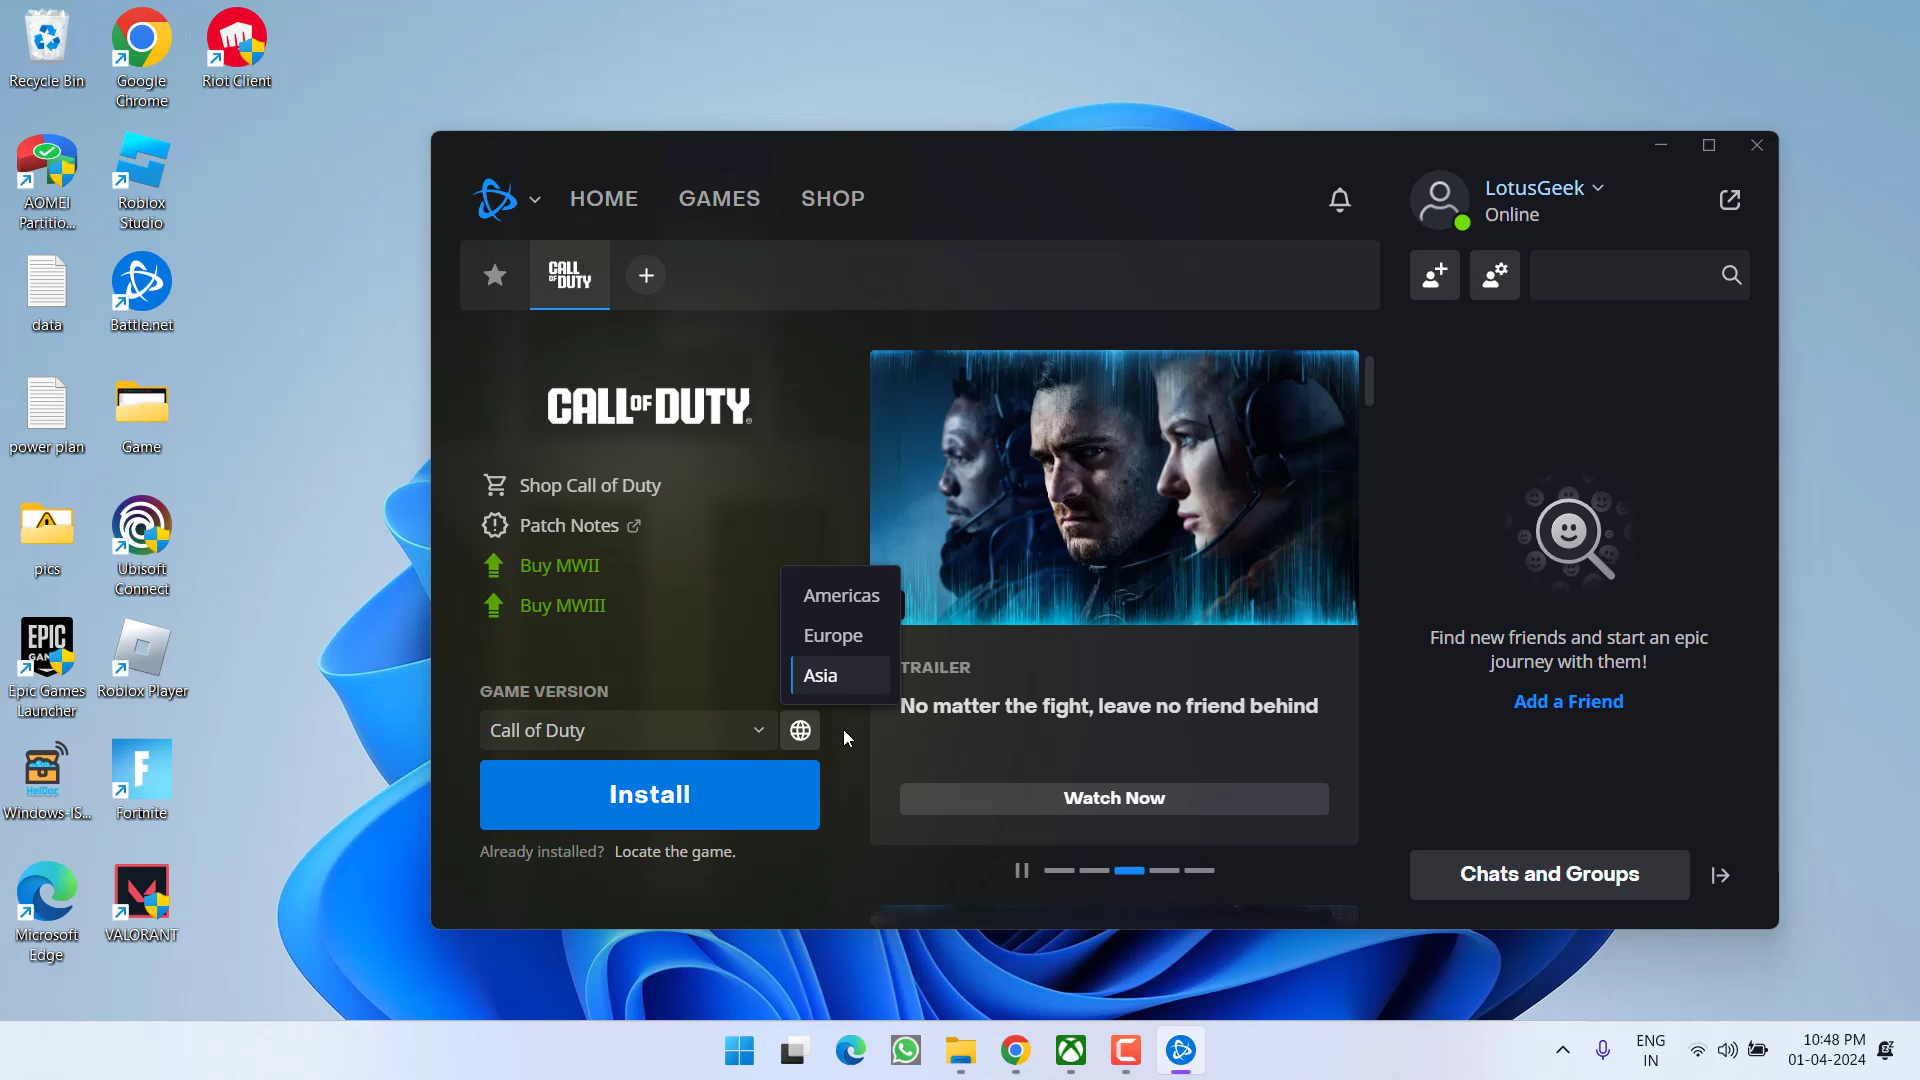 Recycle Bin
Google
Chrome
Riot Client
AOMEI
Partitio...
Roblox
Studio
data
Battle.net
power plan
Game
pics
Ubisoft
Connect
EPIC
GAMES
Epic Games
Launcher
Roblox Player
HeiDoc
Windows-IS...
F
Fortnite
Microsoft
Edge
VALORANT
HOME
GAMES
SHOP
LotusGeek
Online
CALL
OF DUTY
CALL OF DUTY
Shop Call of Duty
Patch Notes
Buy MWII
Buy MWIII
Americas
Europe
Asia
GAME VERSION
Call of Duty
Install
Already installed? Locate the game.
TRAILER
No matter the fight, leave no friend behind
Watch Now
Find new friends and start an epic
journey with them!
Add a Friend
Chats and Groups
ENG
IN
10:48 PM
01-04-2024